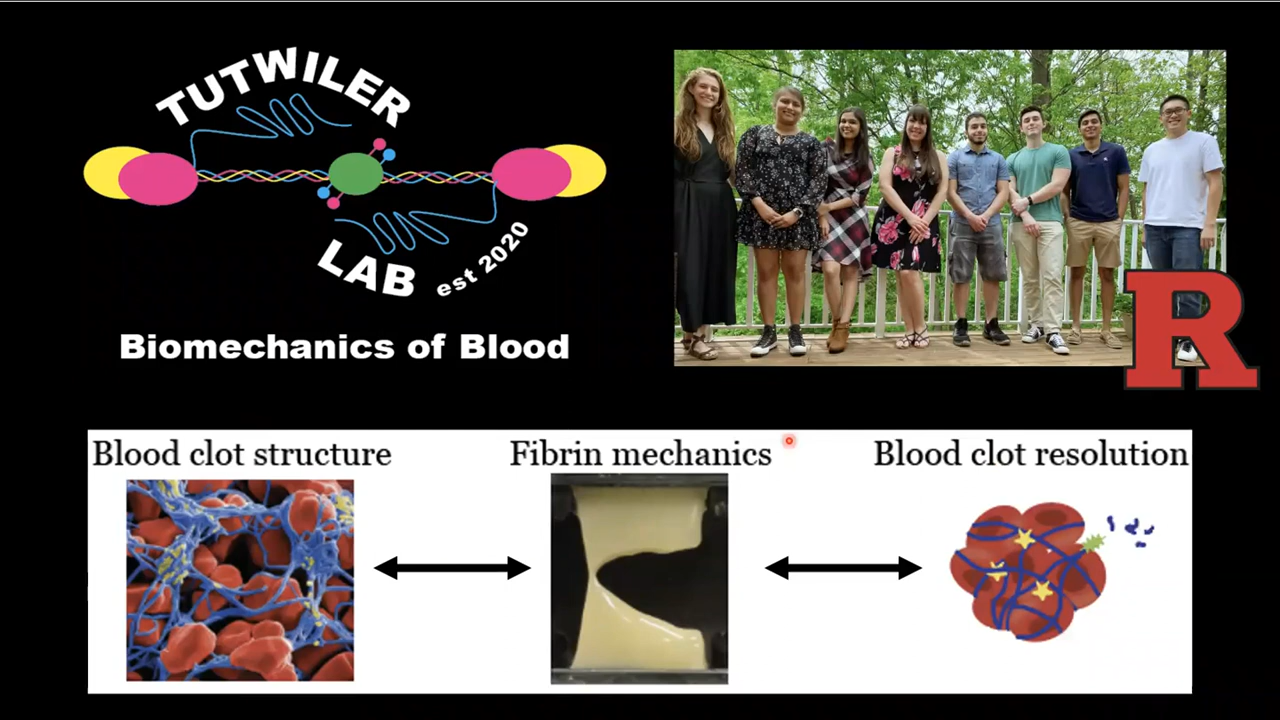 TUTWILER
LAB est 2020
Biomechanics of Blood
R
Blood clot structure
Fibrin mechanics
Blood clot resolution